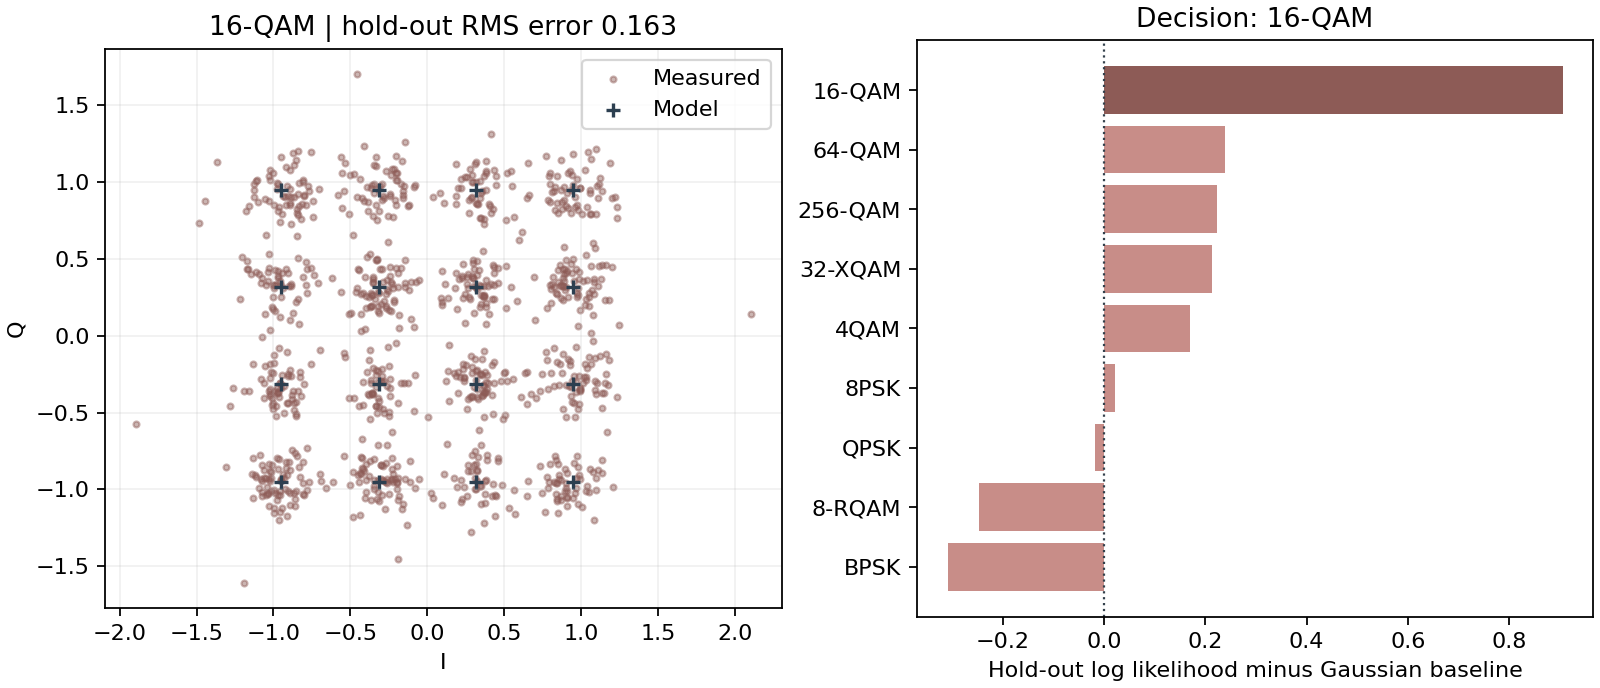 16-QAM | hold-out RMS error 0.163
Measured
Model
Q
1.5
1.0
0.5
0.0
−0.5
−1.0
−1.5
−2.0 −1.5 −1.0 −0.5 0.0 0.5 1.0 1.5 2.0
I
Decision: 16-QAM
16-QAM
64-QAM
256-QAM
32-XQAM
4QAM
8PSK
QPSK
8-RQAM
BPSK
−0.2 0.0 0.2 0.4 0.6 0.8
Hold-out log likelihood minus Gaussian baseline